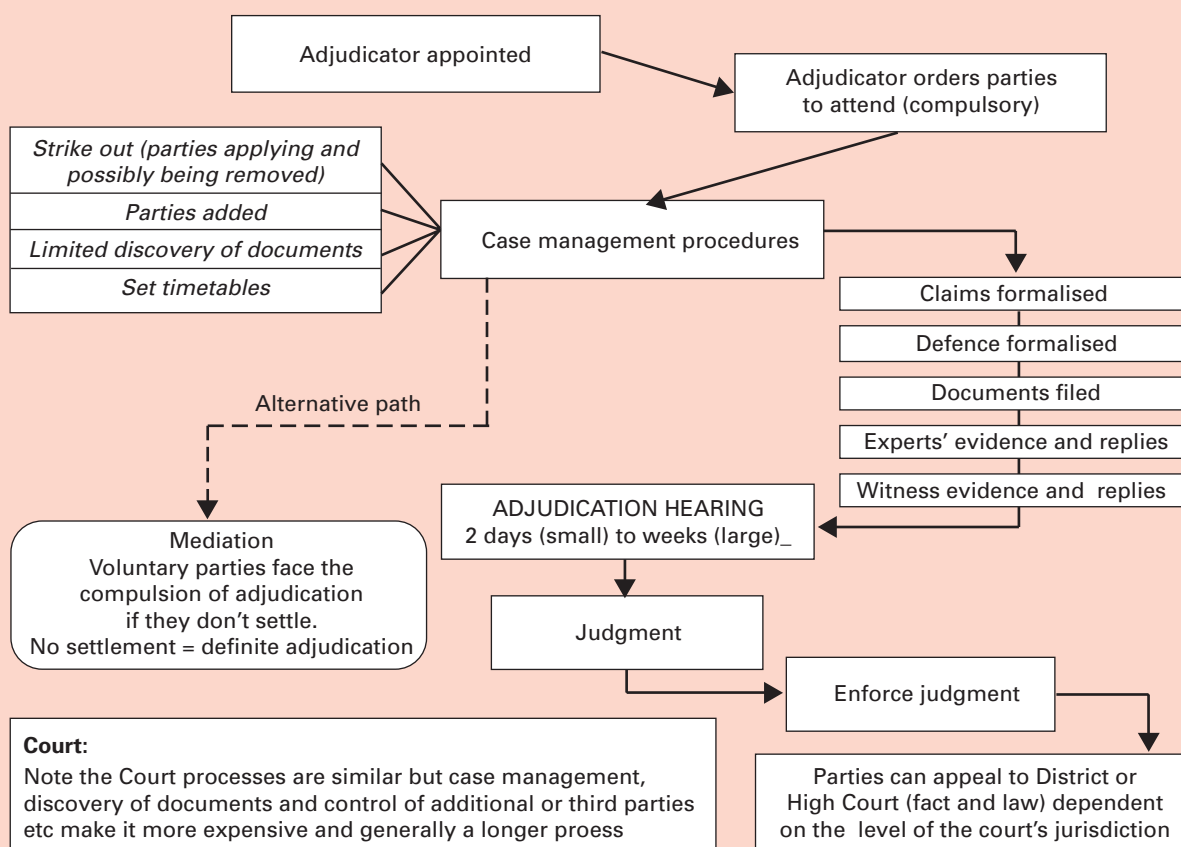 Adjudicator appointed
Adjudicator orders parties
to attend (compulsory)
Strike out (parties applying and
possibly being removed)
Parties added
Limited discovery of documents
Set timetables
Case management procedures
Claims formalised
Defence formalised
Documents filed
Experts' evidence and replies
Witness evidence and  replies
Alternative path
Mediation
Voluntary parties face the
compulsion of adjudication
if they don't settle.
No settlement = definite adjudication
ADJUDICATION HEARING
2 days (small) to weeks (large)_
Judgment
Enforce judgment
Parties can appeal to District or
High Court (fact and law) dependent
on the  level of the court's jurisdiction
Court:
Note the Court processes are similar but case management,
discovery of documents and control of additional or third parties
etc make it more expensive and generally a longer proess